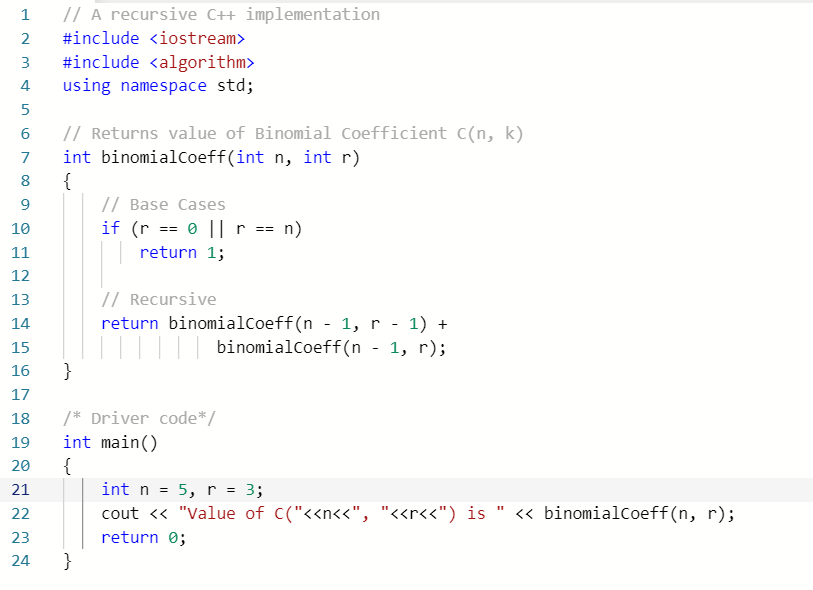 1 // A recursive C++ implementation
2 #include <iostream>
3 #include <algorithm>
4 using namespace std;
5
6 // Returns value of Binomial Coefficient C(n, k)
7 int binomialCoeff(int n, int r)
8 {
9     // Base Cases
10     if (r == 0 || r == n)
11         return 1;
12
13     // Recursive
14     return binomialCoeff(n - 1, r - 1) +
15                 binomialCoeff(n - 1, r);
16 }
17
18 /* Driver code*/
19 int main()
20 {
21     int n = 5, r = 3;
22     cout << "Value of C("<<n<<", "<<r<<") is " << binomialCoeff(n, r);
23     return 0;
24 }